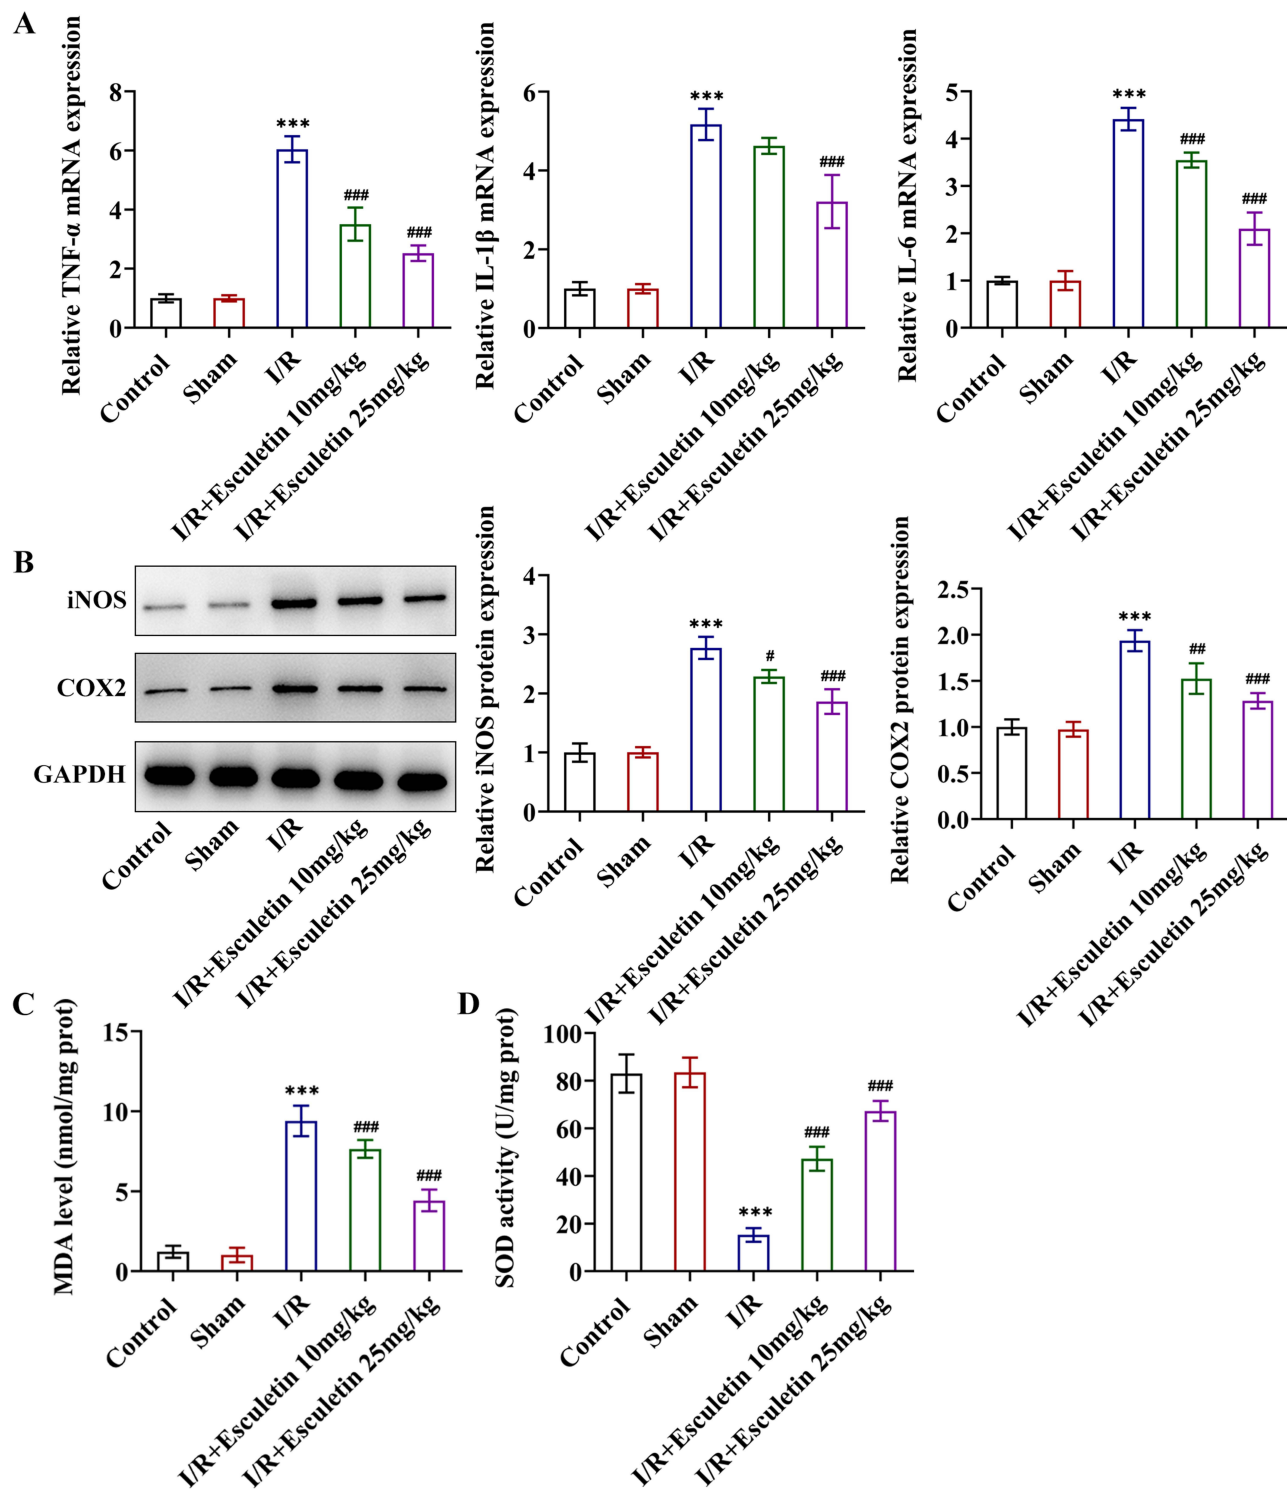 A
Relative TNF-α mRNA expression
8
6
4
2
0
***
###
###
Control
Sham
I/R
I/R+Esculetin 10mg/kg
I/R+Esculetin 25mg/kg
Relative IL-1β mRNA expression
6
4
2
0
***
###
Control
Sham
I/R
I/R+Esculetin 10mg/kg
I/R+Esculetin 25mg/kg
Relative IL-6 mRNA expression
5
4
3
2
1
0
***
###
###
Control
Sham
I/R
I/R+Esculetin 10mg/kg
I/R+Esculetin 25mg/kg
B
iNOS
COX2
GAPDH
Control
Sham
I/R
I/R+Esculetin 10mg/kg
I/R+Esculetin 25mg/kg
Relative iNOS protein expression
4
3
2
1
0
***
#
###
Control
Sham
I/R
I/R+Esculetin 10mg/kg
I/R+Esculetin 25mg/kg
Relative COX2 protein expression
2.5
2.0
1.5
1.0
0.5
0.0
***
##
###
Control
Sham
I/R
I/R+Esculetin 10mg/kg
I/R+Esculetin 25mg/kg
C
MDA level (nmol/mg prot)
15
10
5
0
***
###
###
Control
Sham
I/R
I/R+Esculetin 10mg/kg
I/R+Esculetin 25mg/kg
D
SOD activity (U/mg prot)
100
80
60
40
20
0
***
###
###
Control
Sham
I/R
I/R+Esculetin 10mg/kg
I/R+Esculetin 25mg/kg